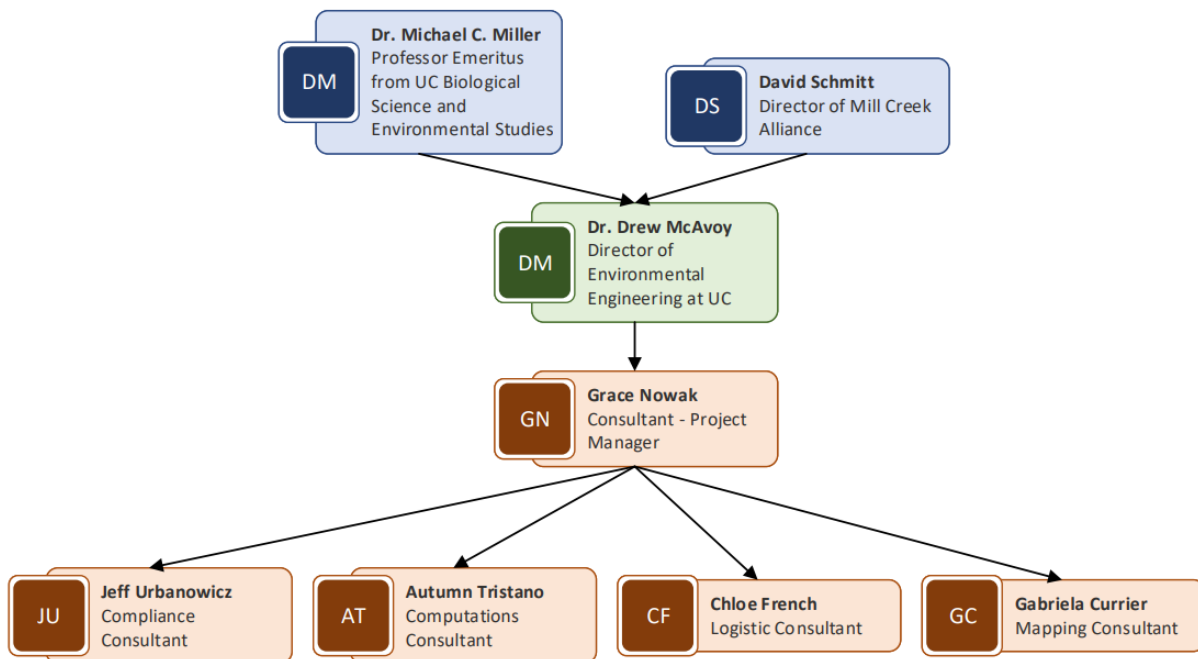 DM
Dr. Michael C. Miller
Professor Emeritus
from UC Biological
Science and
Environmental Studies
DS
David Schmitt
Director of Mill Creek
Alliance
DM
Dr. Drew McAvoy
Director of
Environmental
Engineering at UC
GN
Grace Nowak
Consultant - Project
Manager
JU
Jeff Urbanowicz
Compliance
Consultant
AT
Autumn Tristano
Computations
Consultant
CF
Chloe French
Logistic Consultant
GC
Gabriela Currier
Mapping Consultant